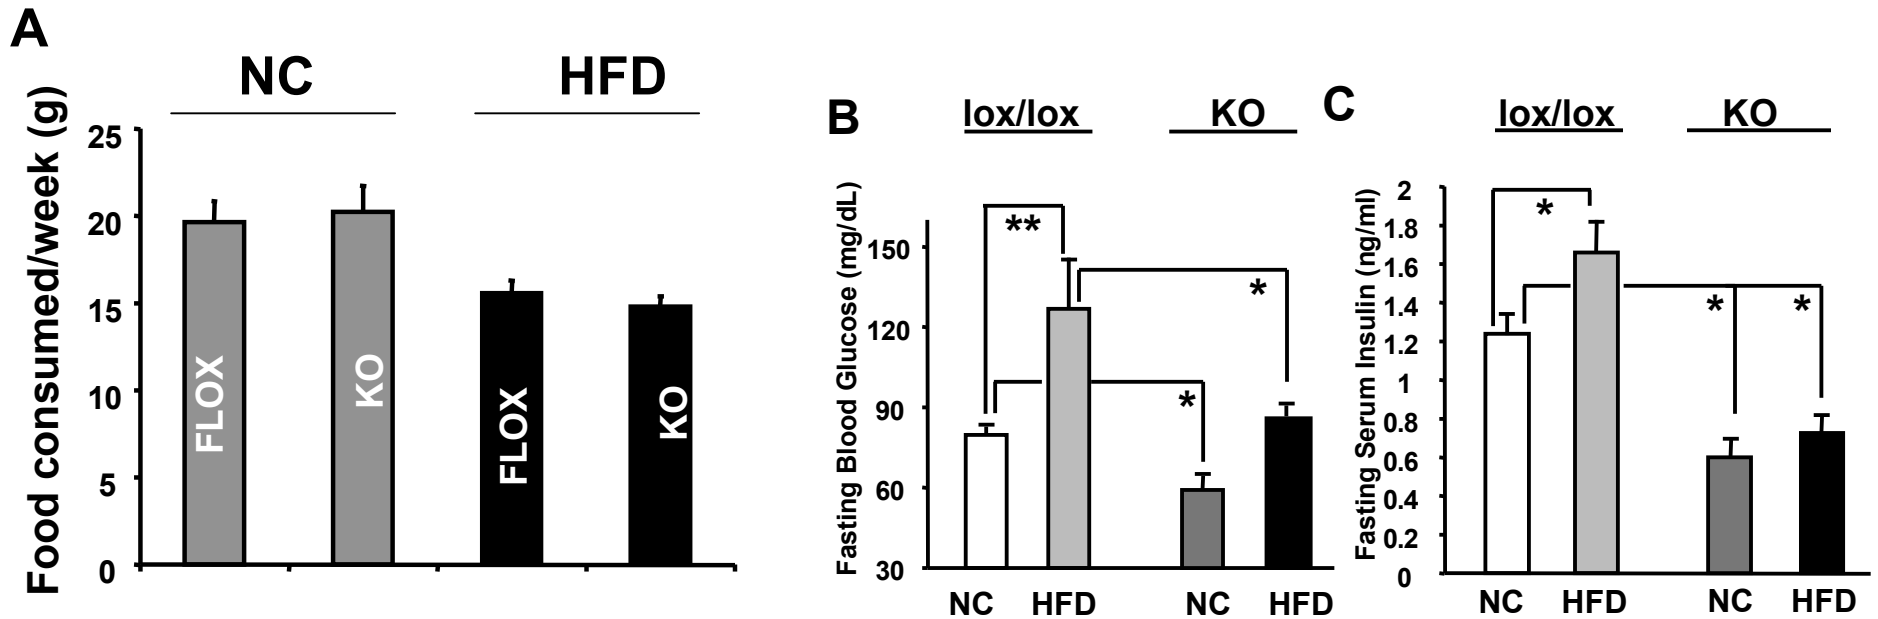 A
NC HFD
Food consumed/week (g)
25
20
15
10
5
0
FLOX
KO
FLOX
KO
B
lox/lox KO
Fasting Blood Glucose (mg/dL)
150
120
90
60
30
**
*
*
NC HFD NC HFD
C
lox/lox KO
Fasting Serum Insulin (ng/ml)
2
1.8
1.6
1.4
1.2
1
0.8
0.6
0.4
0.2
0
*
* *
NC HFD NC HFD